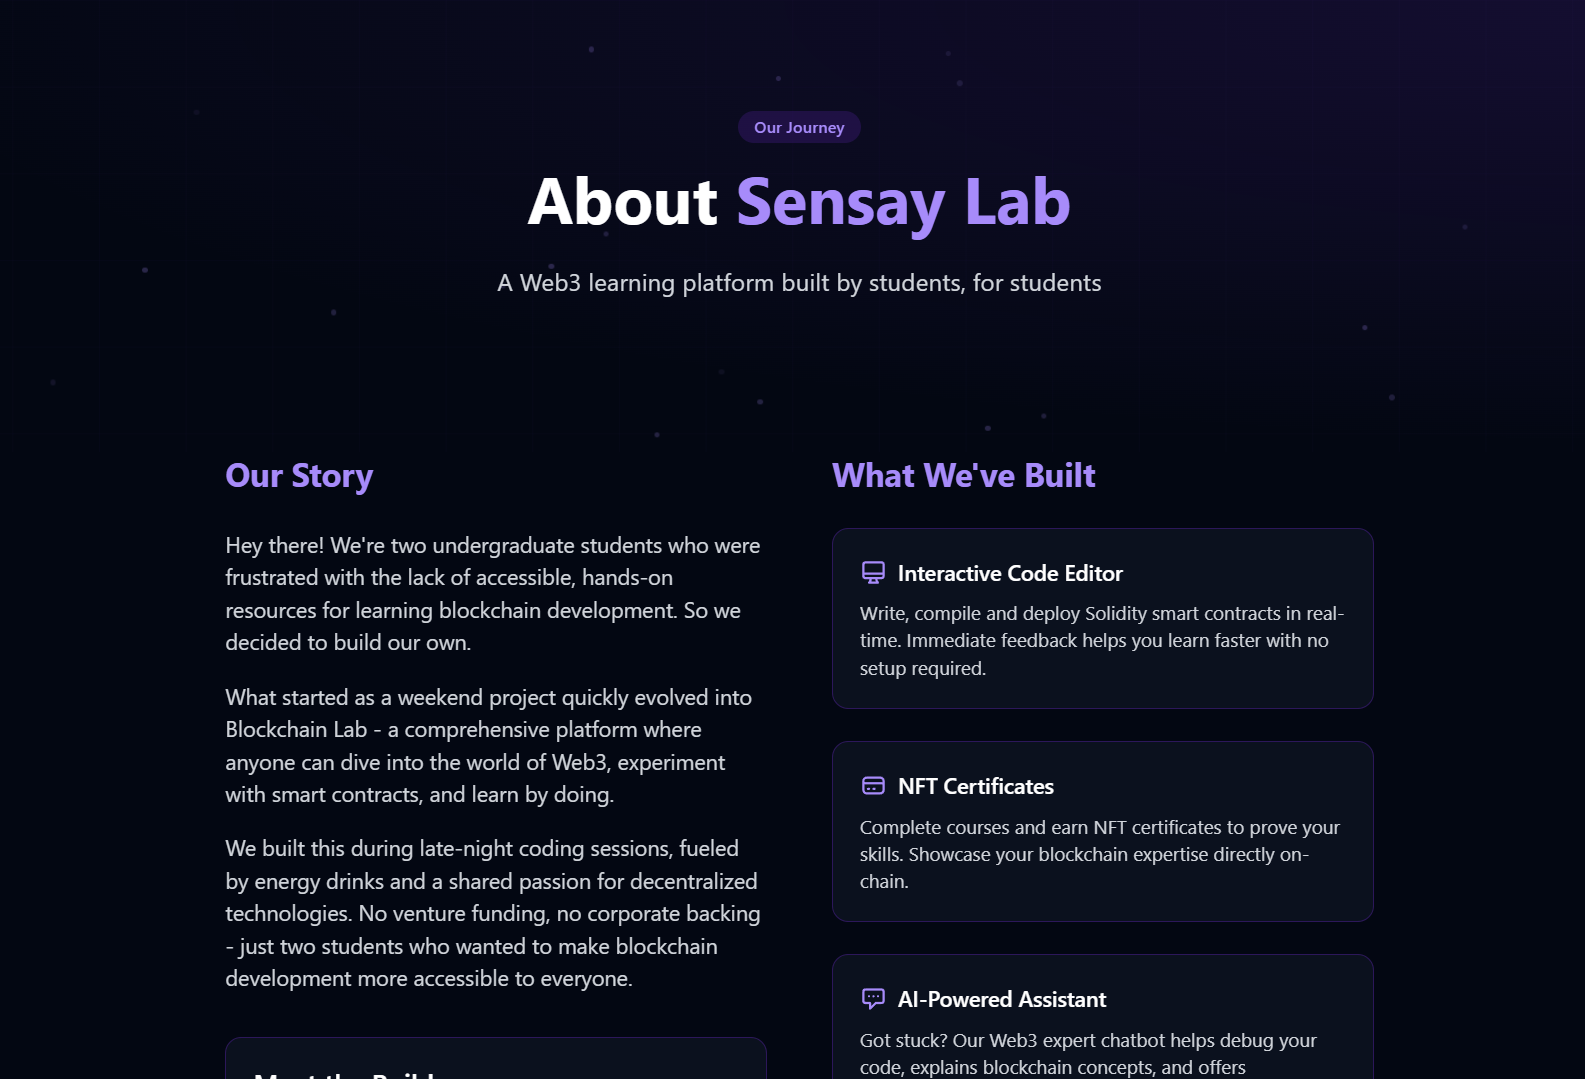 Our Journey
About Sensay Lab
A Web3 learning platform built by students, for students
Our Story
Hey there! We're two undergraduate students who were
frustrated with the lack of accessible, hands-on
resources for learning blockchain development. So we
decided to build our own.
What started as a weekend project quickly evolved into
Blockchain Lab - a comprehensive platform where
anyone can dive into the world of Web3, experiment
with smart contracts, and learn by doing.
We built this during late-night coding sessions, fueled
by energy drinks and a shared passion for decentralized
technologies. No venture funding, no corporate backing
- just two students who wanted to make blockchain
development more accessible to everyone.
What We've Built
Interactive Code Editor
Write, compile and deploy Solidity smart contracts in real-
time. Immediate feedback helps you learn faster with no
setup required.
NFT Certificates
Complete courses and earn NFT certificates to prove your
skills. Showcase your blockchain expertise directly on-
chain.
AI-Powered Assistant
Got stuck? Our Web3 expert chatbot helps debug your
code, explains blockchain concepts, and offers